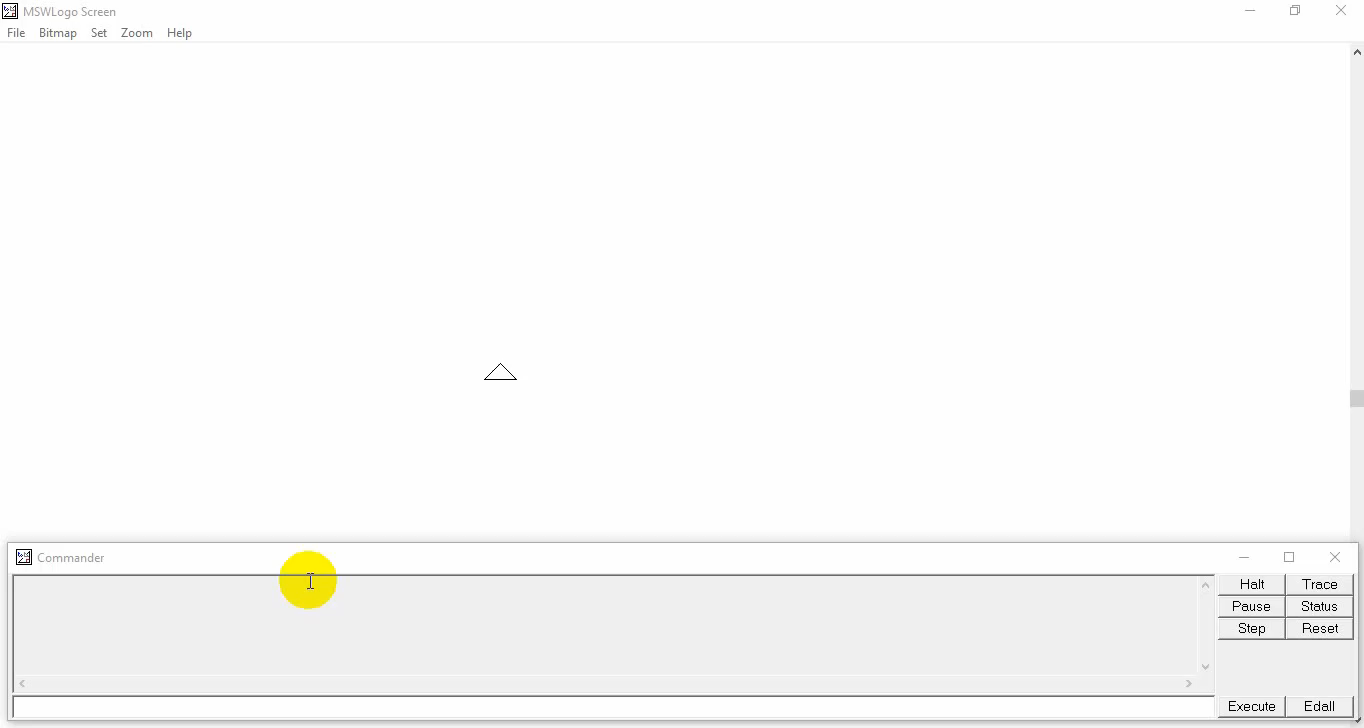 MSWLogo Screen
File Bitmap Set Zoom Help
Commander
Halt Trace
Pause Status
Step Reset
Execute Edall